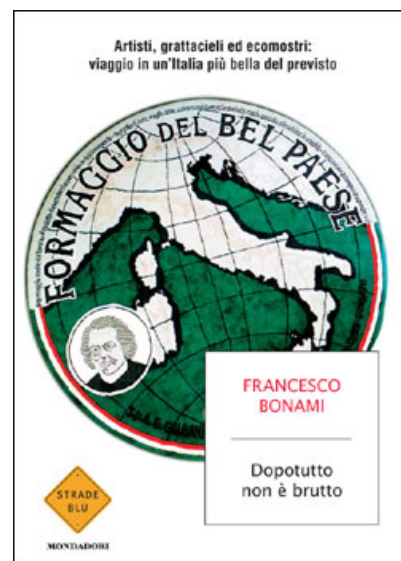 Artisti, grattacieli ed ecomostri:
viaggio in un'Italia più bella del previsto
FORMAGGIO DEL BEL PAESE
S.p.A. E. GALBANI
FRANCESCO
BONAMI
Dopotutto
non è brutto
STRADE
BLU
MONDADORI